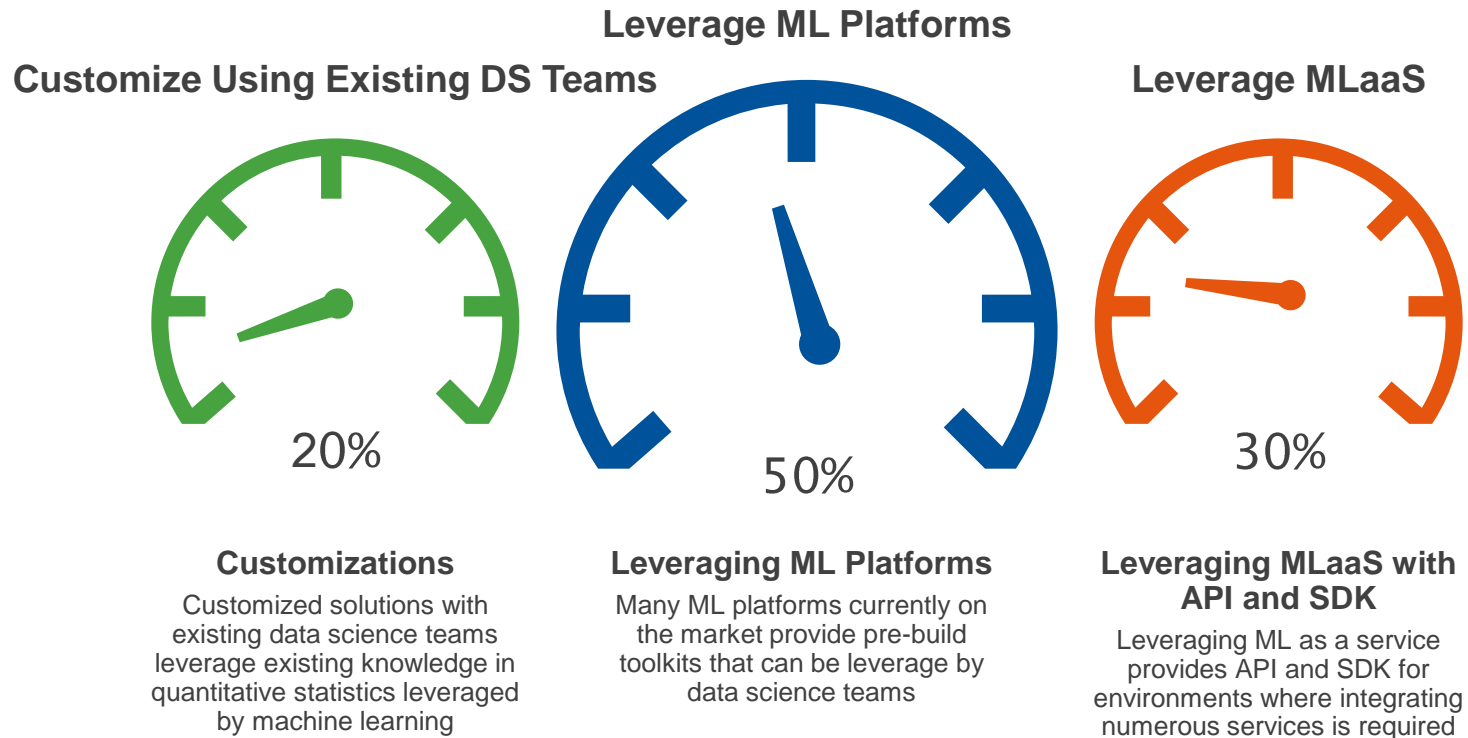 Leverage ML Platforms
Customize Using Existing DS Teams
Leverage MLaaS
20%
50%
30%
Customizations
Customized solutions with
existing data science teams
leverage existing knowledge in
quantitative statistics leveraged
by machine learning
Leveraging ML Platforms
Many ML platforms currently on
the market provide pre-build
toolkits that can be leverage by
data science teams
Leveraging MLaaS with
API and SDK
Leveraging ML as a service
provides API and SDK for
environments where integrating
numerous services is required